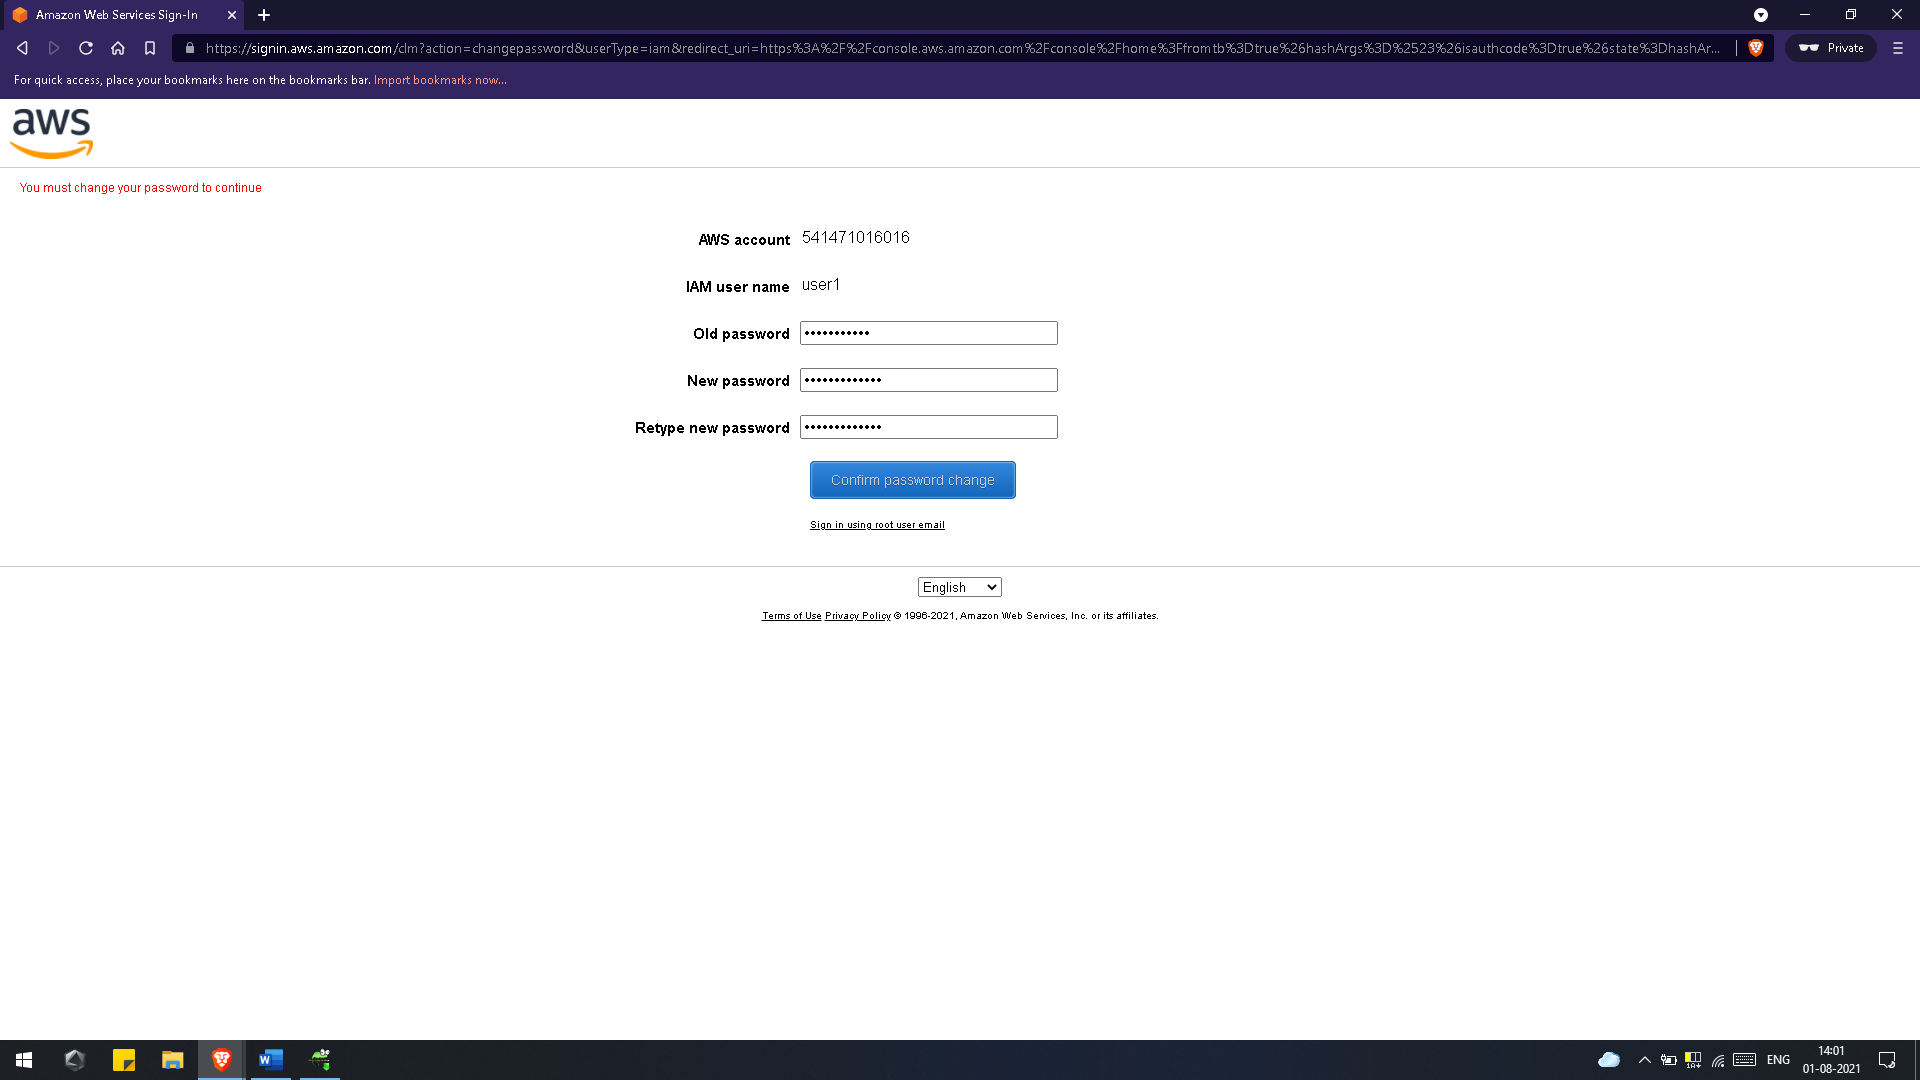 Amazon Web Services Sign-In
https://signin.aws.amazon.com/clm?action=changepassword&userType=iam&redirect_uri=https%3A%2F%2Fconsole.aws.amazon.com%2Fconsole%2Fhome%3Ffromtb%3Dtrue%26hashArgs%3D%2523%26isauthcode%3Dtrue%26state%3DhashAr...
Private
For quick access, place your bookmarks here on the bookmarks bar. Import bookmarks now...
aws
You must change your password to continue
AWS account 541471016016
IAM user name user1
Old password •••••••••••
New password •••••••••••••
Retype new password •••••••••••••
Confirm password change
Sign in using root user email
English
Terms of Use Privacy Policy © 1996-2021, Amazon Web Services, Inc. or its affiliates.
ENG
14:01
01-08-2021